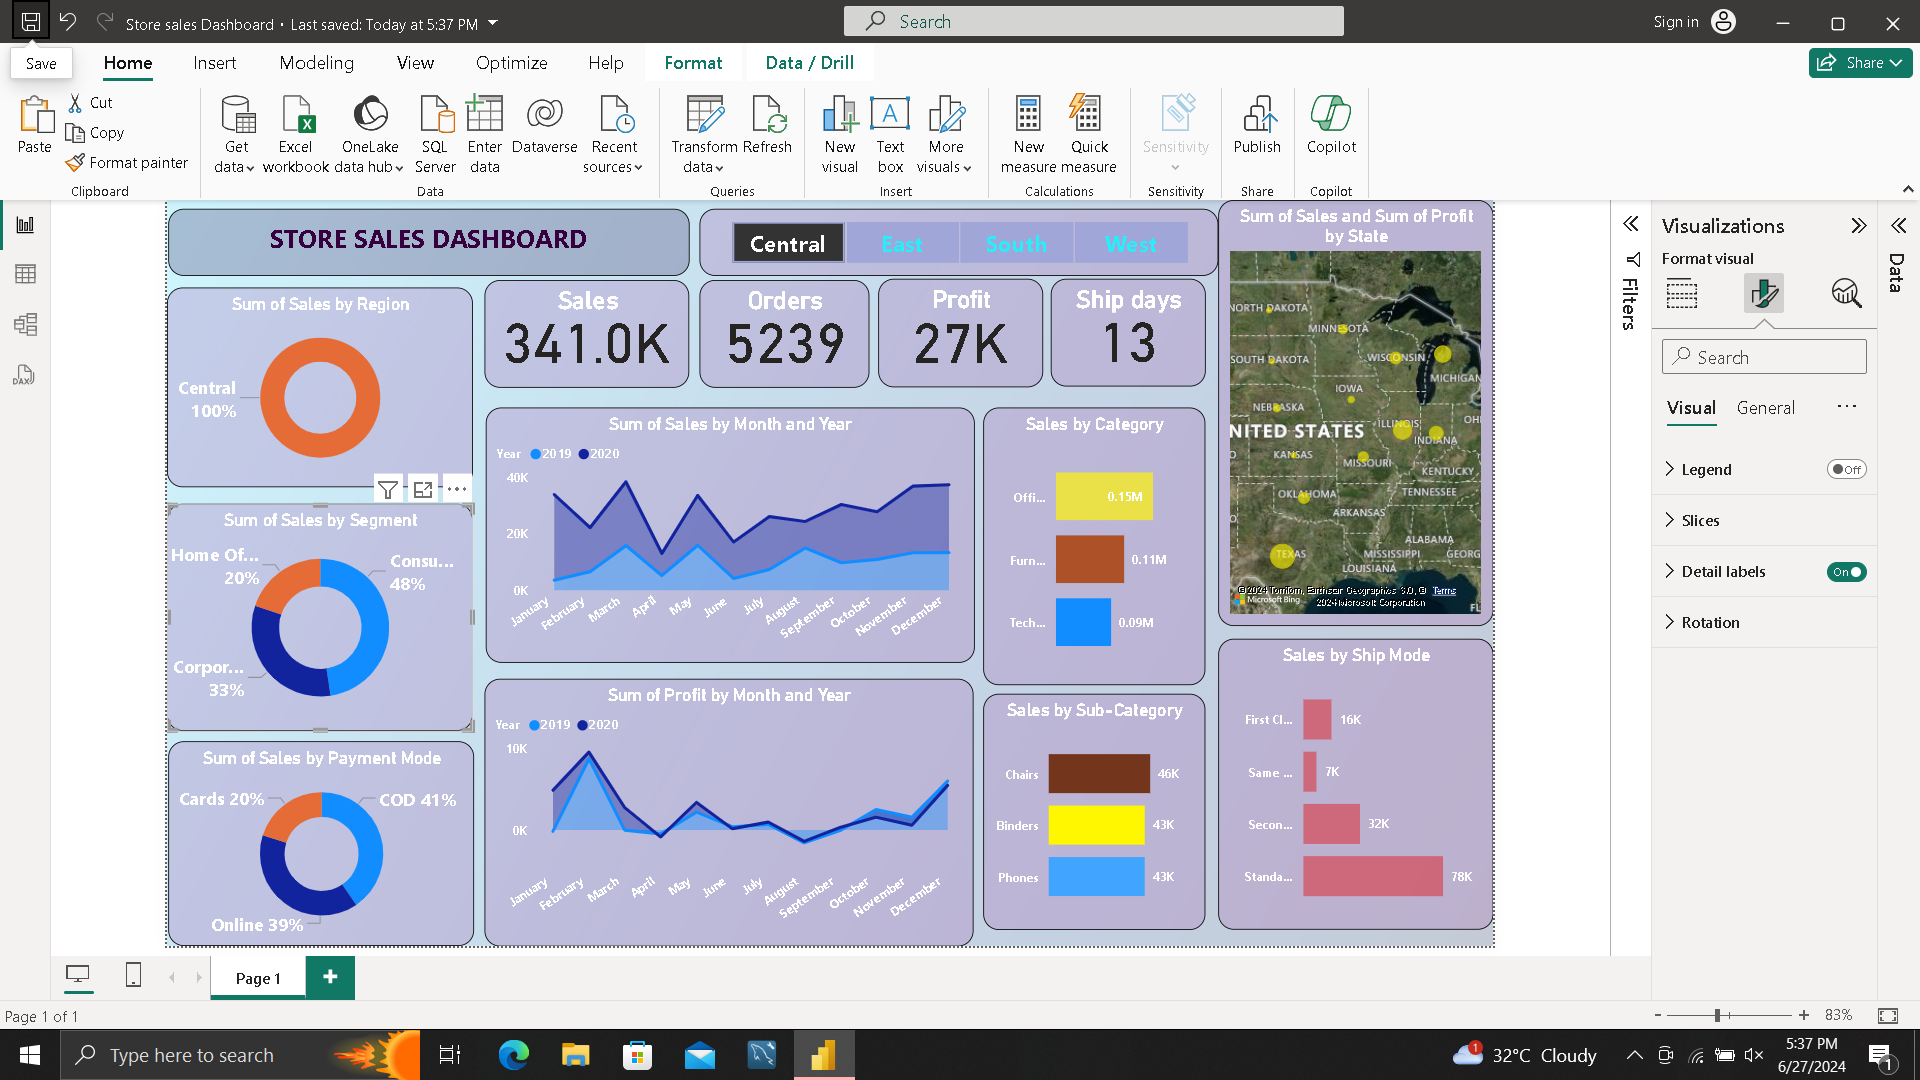 Store sales Dashboard • Last saved: Today at 5:37 PM
Search
Sign in
Save
Home
Insert
Modeling
View
Optimize
Help
Format
Data / Drill
Share
Paste
Cut
Copy
Format painter
Clipboard
Get data
Excel workbook
OneLake data hub
SQL Server
Enter data
Dataverse
Recent sources
Data
Transform data
Refresh
Queries
New visual
Text box
More visuals
Insert
New measure
Quick measure
Calculations
Sensitivity
Sensitivity
Publish
Share
Copilot
Copilot
STORE SALES DASHBOARD
Central
East
South
West
Sum of Sales by Region
Central
100%
Sales
341.0K
Orders
5239
Profit
27K
Ship days
13
Sum of Sales and Sum of Profit
by State
NORTH DAKOTA
MINNESOTA
SOUTH DAKOTA
WISCONSIN
MICHIGAN
IOWA
NEBRASKA
NITED STATES
ILLINOIS
OH
INDIANA
KANSAS
MISSOURI
KENTUCKY
OKLAHOMA
TENNESSEE
ARKANSAS
ALABAMA
TEXAS
MISSISSIPPI
GEORG
LOUISIANA
FL
© 2024 TomTom, Earthstar Geographics SIO, © Terms
Microsoft Bing
2024 Microsoft Corporation
Sum of Sales by Segment
Home Of...
20%
Consu...
48%
Corpor...
33%
Sum of Sales by Month and Year
Year 2019 2020
40K
20K
0K
January
February
March
April
May
June
July
August
September
October
November
December
Sales by Category
Offi...
0.15M
Furn...
0.11M
Tech...
0.09M
Sum of Sales by Payment Mode
Cards 20%
COD 41%
Online 39%
Sum of Profit by Month and Year
Year 2019 2020
10K
0K
January
February
March
April
May
June
July
August
September
October
November
December
Sales by Sub-Category
Chairs
46K
Binders
43K
Phones
43K
Sales by Ship Mode
First Cl...
16K
Same ...
7K
Secon...
32K
Standa...
78K
Filters
Visualizations
Format visual
Search
Visual
General
...
Legend
Off
Slices
Detail labels
On
Rotation
Data
DAX
Page 1
+
Page 1 of 1
- + 83%
Type here to search
1
32°C Cloudy
5:37 PM
6/27/2024
1